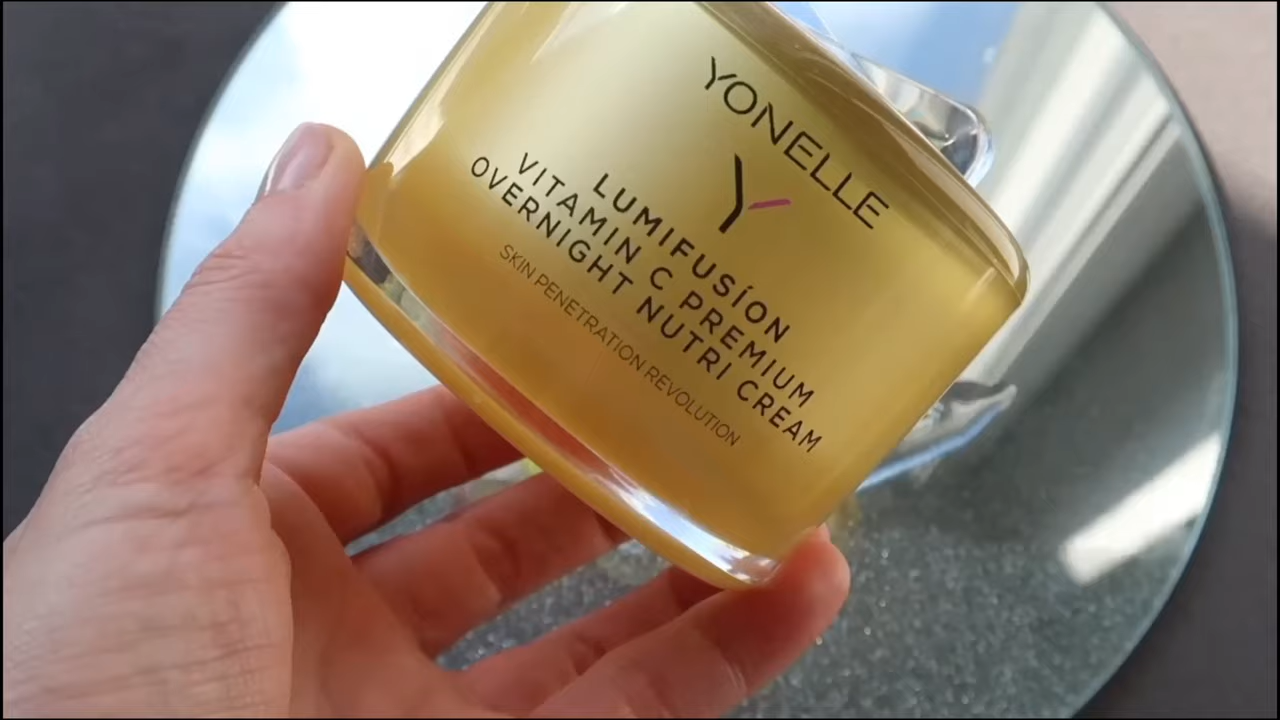 YONELLE
Y
LUMIFUSÍON
VITAMIN C PREMIUM
OVERNIGHT NUTRI CREAM
SKIN PENETRATION REVOLUTION